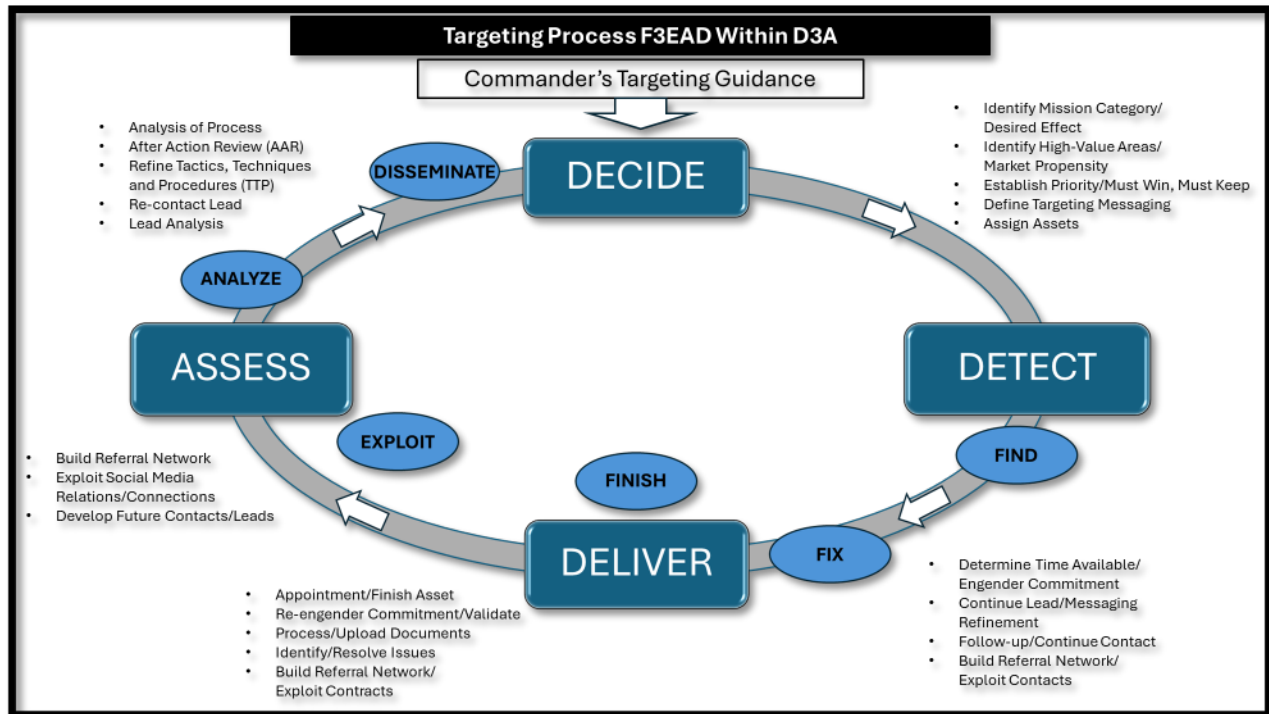 Targeting Process F3EAD Within D3A
Commander's Targeting Guidance
• Analysis of Process
• After Action Review (AAR)
• Refine Tactics, Techniques
and Procedures (TTP)
• Re-contact Lead
• Lead Analysis
DISSEMINATE
DECIDE
• Identify Mission Category/
Desired Effect
• Identify High-Value Areas/
Market Propensity
• Establish Priority/Must Win, Must Keep
• Define Targeting Messaging
• Assign Assets
ANALYZE
ASSESS
DETECT
EXPLOIT
FIND
• Build Referral Network
• Exploit Social Media
Relations/Connections
• Develop Future Contacts/Leads
FINISH
DELIVER
FIX
• Appointment/Finish Asset
• Re-engender Commitment/Validate
• Process/Upload Documents
• Identify/Resolve Issues
• Build Referral Network/
Exploit Contracts
• Determine Time Available/
Engender Commitment
• Continue Lead/Messaging
Refinement
• Follow-up/Continue Contact
• Build Referral Network/
Exploit Contacts